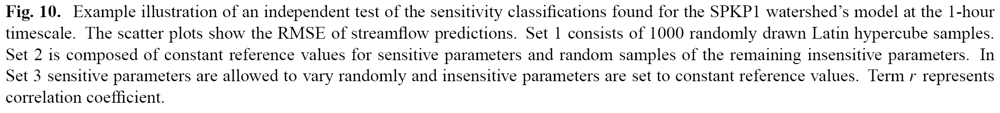 Fig. 10. Example illustration of an independent test of the sensitivity classifications found for the SPKP1 watershed's model at the 1-hour
timescale. The scatter plots show the RMSE of streamflow predictions. Set 1 consists of 1000 randomly drawn Latin hypercube samples.
Set 2 is composed of constant reference values for sensitive parameters and random samples of the remaining insensitive parameters. In
Set 3 sensitive parameters are allowed to vary randomly and insensitive parameters are set to constant reference values. Term r represents
correlation coefficient.